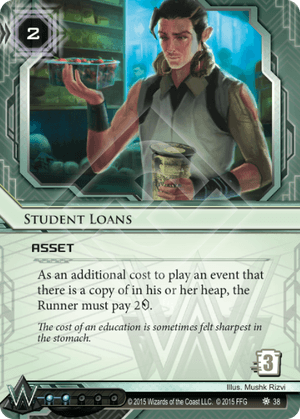 2
STUDENT LOANS
ASSET
As an additional cost to play an event that
there is a copy of in his or her heap, the
Runner must pay 2.
The cost of an education is sometimes felt sharpest in
the stomach.
3
Illus. Mushk Rizvi
© 2015 Wizards of the Coast LLC. © 2015 FFG 38